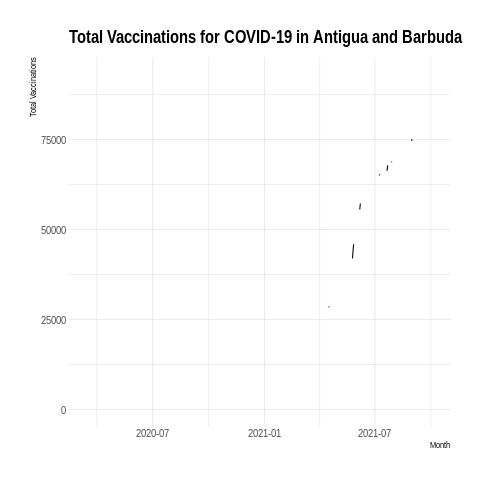 Total Vaccinations for COVID-19 in Antigua and Barbuda
Total Vaccinations
75000
50000
25000
0
2020-07 2021-01 2021-07
Month